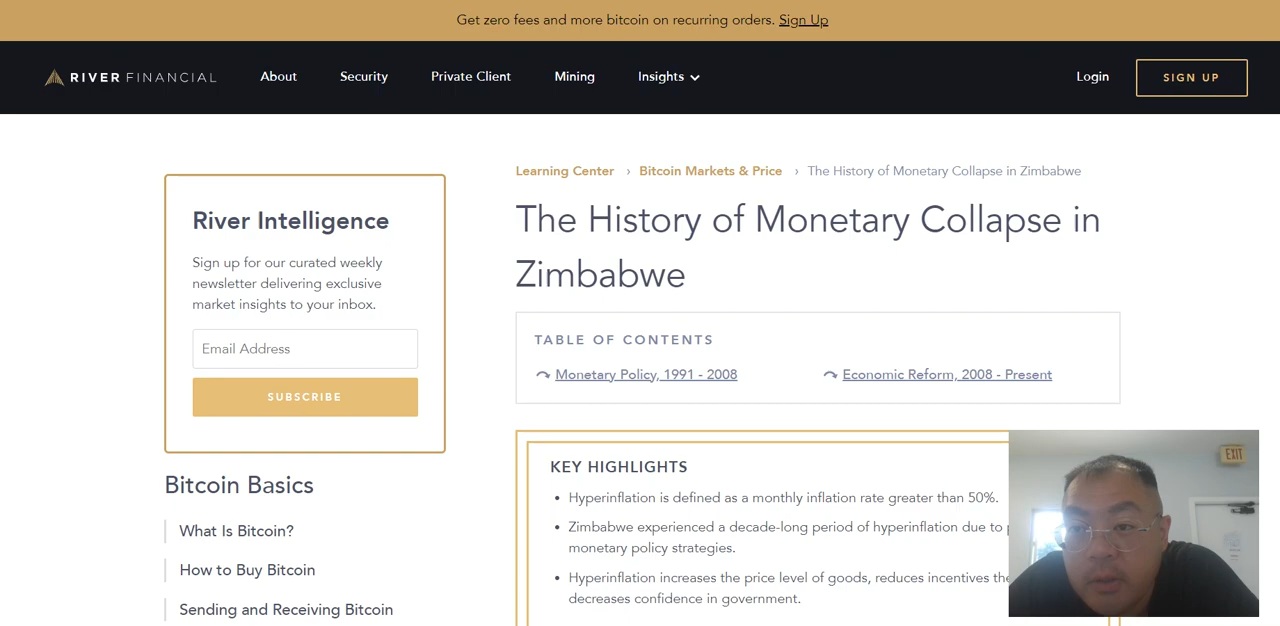 Get zero fees and more bitcoin on recurring orders. Sign Up
RIVER FINANCIAL
About
Security
Private Client
Mining
Insights
Login
SIGN UP
River Intelligence
Sign up for our curated weekly
newsletter delivering exclusive
market insights to your inbox.
Email Address
SUBSCRIBE
Bitcoin Basics
What Is Bitcoin?
How to Buy Bitcoin
Sending and Receiving Bitcoin
Learning Center › Bitcoin Markets & Price › The History of Monetary Collapse in Zimbabwe
The History of Monetary Collapse in
Zimbabwe
TABLE OF CONTENTS
Monetary Policy, 1991 - 2008
Economic Reform, 2008 - Present
KEY HIGHLIGHTS
• Hyperinflation is defined as a monthly inflation rate greater than 50%.
• Zimbabwe experienced a decade-long period of hyperinflation due to
monetary policy strategies.
• Hyperinflation increases the price level of goods, reduces incentives
decreases confidence in government.
EXIT